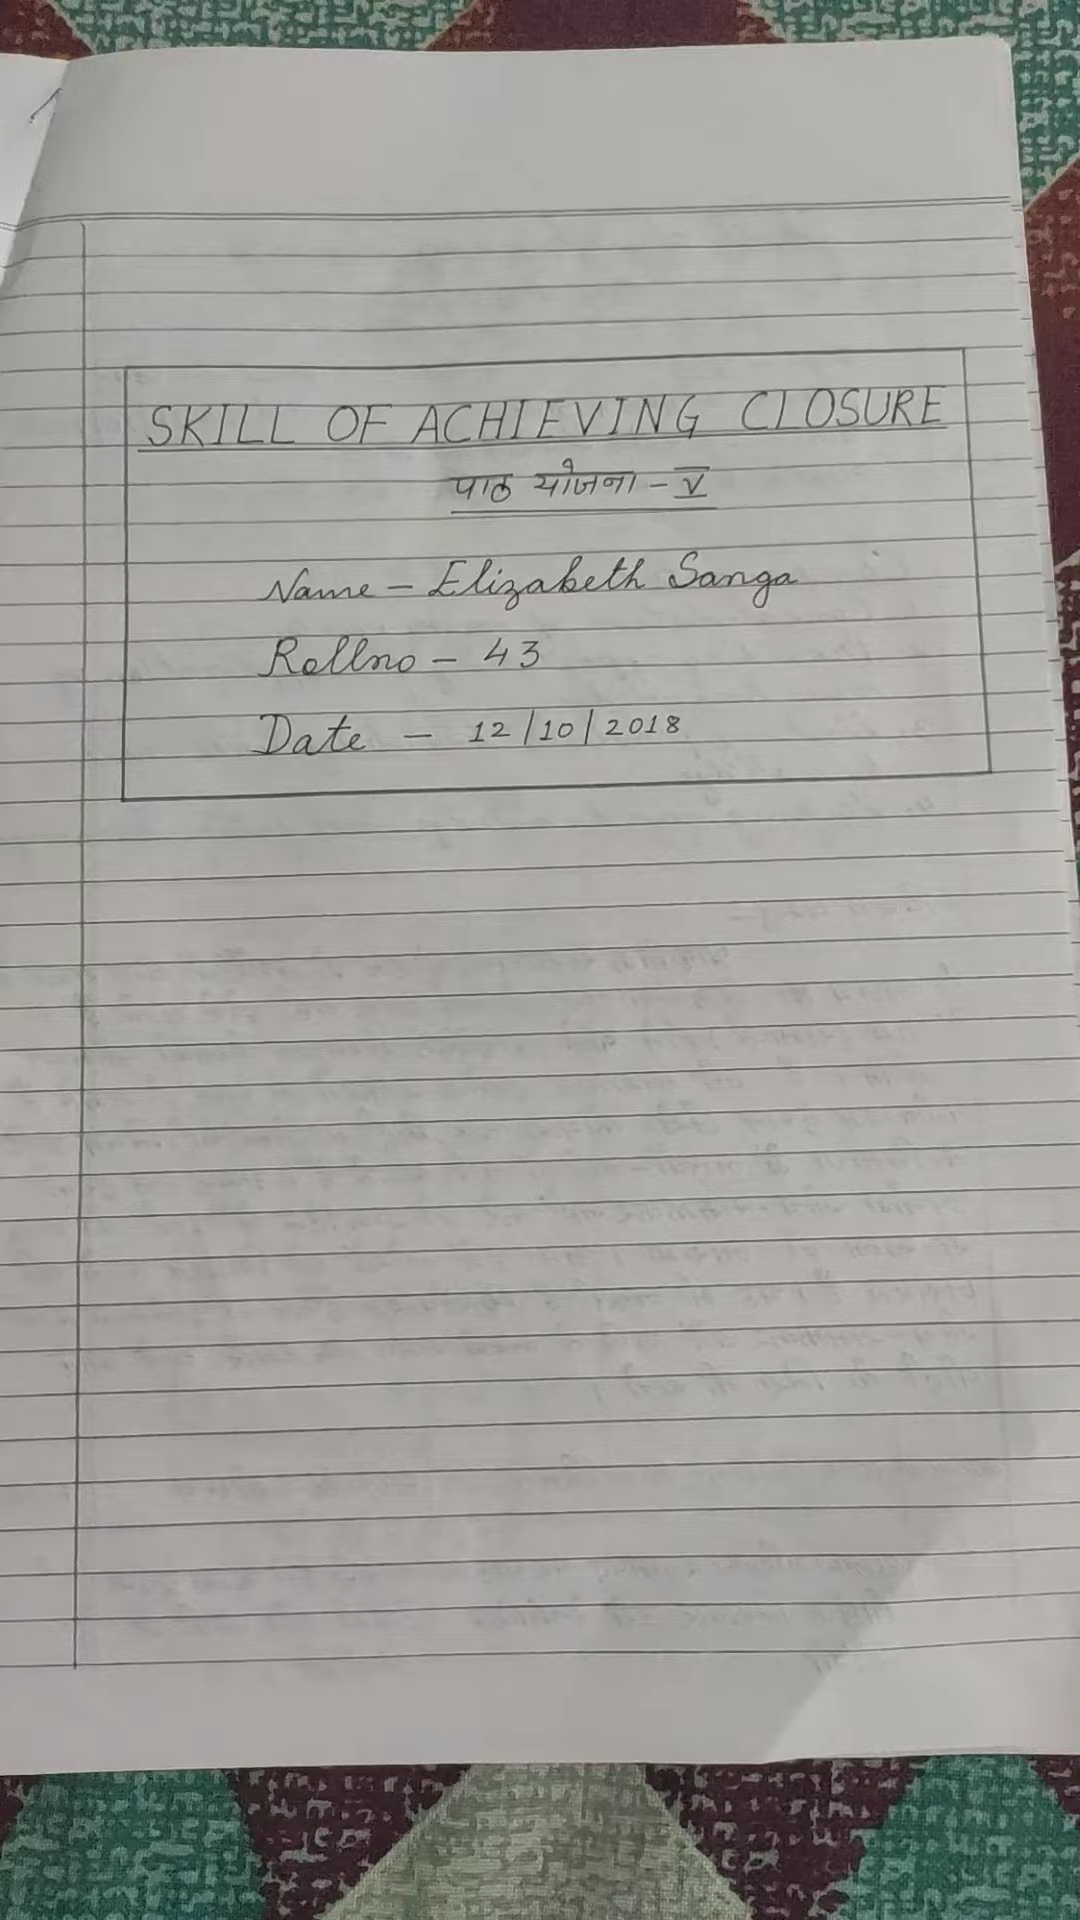 SKILL OF ACHIEVING CLOSURE
पाठ योजना - V
Name - Elizabeth Sanga
Rollno - 43
Date - 12/10/2018